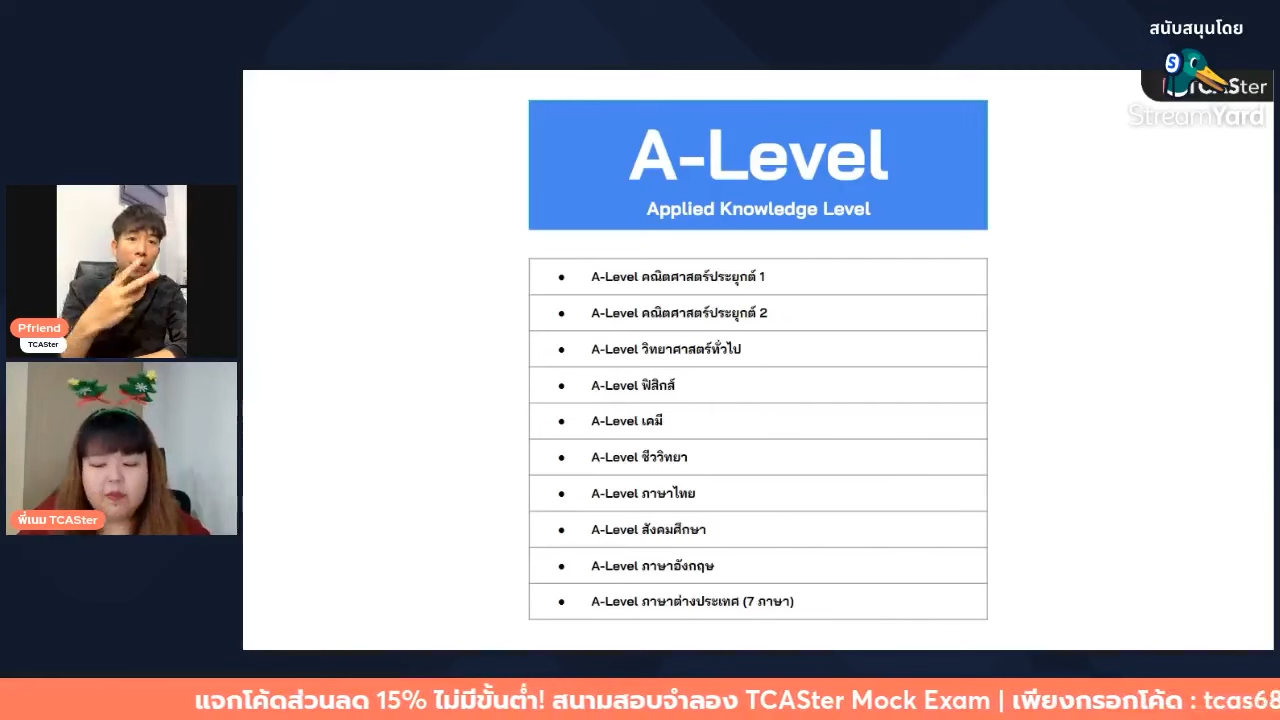 สนับสนุนโดย
StreamYard
A-Level
Applied Knowledge Level
• A-Level คณิตศาสตร์ประยุกต์ 1
• A-Level คณิตศาสตร์ประยุกต์ 2
• A-Level วิทยาศาสตร์ทั่วไป
• A-Level ฟิสิกส์
• A-Level เคมี
• A-Level ชีววิทยา
• A-Level ภาษาไทย
• A-Level สังคมศึกษา
• A-Level ภาษาอังกฤษ
• A-Level ภาษาต่างประเทศ (7 ภาษา)
Pfriend
TCASter
พี่เนม TCASter
แจกโค้ดส่วนลด 15% ไม่มีขั้นต่ำ! สนามสอบจำลอง TCASter Mock Exam | เพียงกรอกโค้ด : tcas68